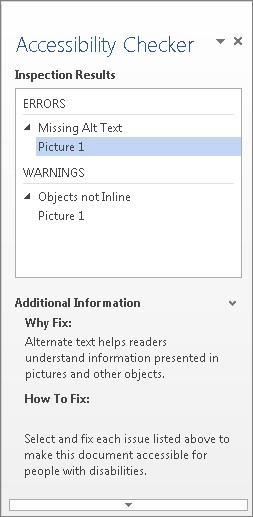 Accessibility Checker
Inspection Results
ERRORS
Missing Alt Text
Picture 1
WARNINGS
Objects not Inline
Picture 1
Additional Information
Why Fix:
Alternate text helps readers
understand information presented in
pictures and other objects.
How To Fix:
Select and fix each issue listed above to
make this document accessible for
people with disabilities.